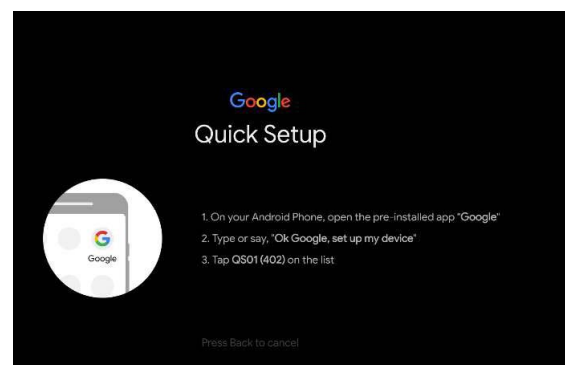 Google
Quick Setup
1. On your Android Phone, open the pre-installed app "Google"
2. Type or say, "Ok Google, set up my device"
3. Tap QS01 (402) on the list
G
Google
Press Back to cancel